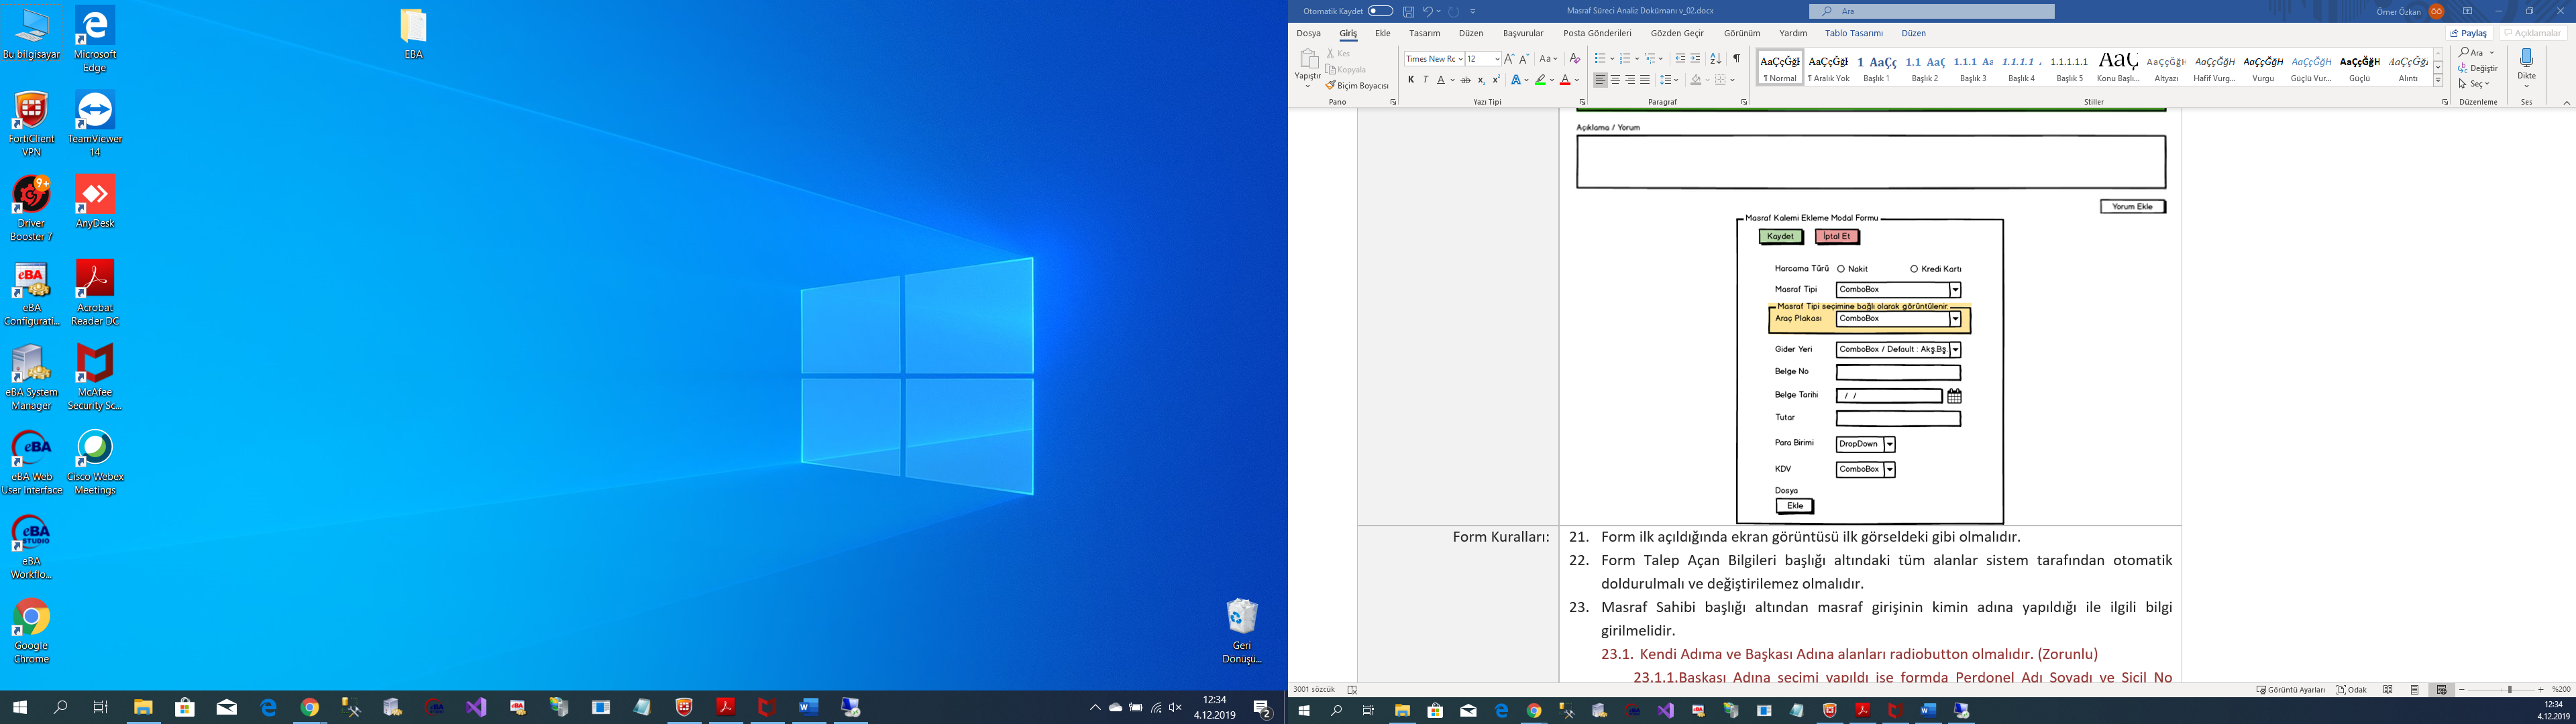 Bu bilgisayar
Microsoft
Edge
EBA
FortiClient
VPN
TeamViewer
14
9+
Driver
Booster 7
AnyDesk
eBA
Configurati...
Acrobat
Reader DC
eBA System
Manager
McAfee
Security Sc...
eBA Web
User Interface
Cisco Webex
Meetings
eBA
Workflo...
Google
Chrome
Geri
Dönüşü...
12:34
4.12.2019
2
Otomatik Kaydet
Masraf Süreci Analiz Dokümanı v_02.docx
Ara
Ömer Özkan
ÖÖ
Dosya Giriş Ekle Tasarım Düzen Başvurular Posta Gönderileri Gözden Geçir Görünüm Yardım Tablo Tasarımı Düzen
Paylaş
Açıklamalar
Yapıştır
Kes
Kopyala
Biçim Boyacısı
Pano
Times New Rc
12
Yazı Tipi
Paragraf
¶ Normal
¶ Aralık Yok
Başlık 1
Başlık 2
Başlık 3
Başlık 4
Başlık 5
Konu Başlı...
Altyazı
Hafif Vurg...
Vurgu
Güçlü Vur...
Güçlü
Alıntı
Stiller
Ara
Değiştir
Seç
Düzenleme
Dikte
Ses
Açıklama / Yorum
Yorum Ekle
Masraf Kalemi Ekleme Modal Formu
Kaydet İptal Et
Harcama Türü Nakit Kredi Kartı
Masraf Tipi ComboBox
Masraf Tipi seçimine bağlı olarak görüntülenir.
Araç Plakası ComboBox
Gider Yeri ComboBox / Default : Akş.Bş
Belge No
Belge Tarihi / /
Tutar
Para Birimi DropDown
KDV ComboBox
Dosya
Ekle
Form Kuralları:
21. Form ilk açıldığında ekran görüntüsü ilk görseldeki gibi olmalıdır.
22. Form Talep Açan Bilgileri başlığı altındaki tüm alanlar sistem tarafından otomatik
doldurulmalı ve değiştirilemez olmalıdır.
23. Masraf Sahibi başlığı altından masraf girişinin kimin adına yapıldığı ile ilgili bilgi
girilmelidir.
23.1. Kendi Adıma ve Başkası Adına alanları radiobutton olmalıdır. (Zorunlu)
23.1.1.Başkası Adına seçimi yapıldı ise formda Perdonel Adı Soyadı ve Sicil No
3001 sözcük
Görüntü Ayarları
Odak
%200
12:34
4.12.2019